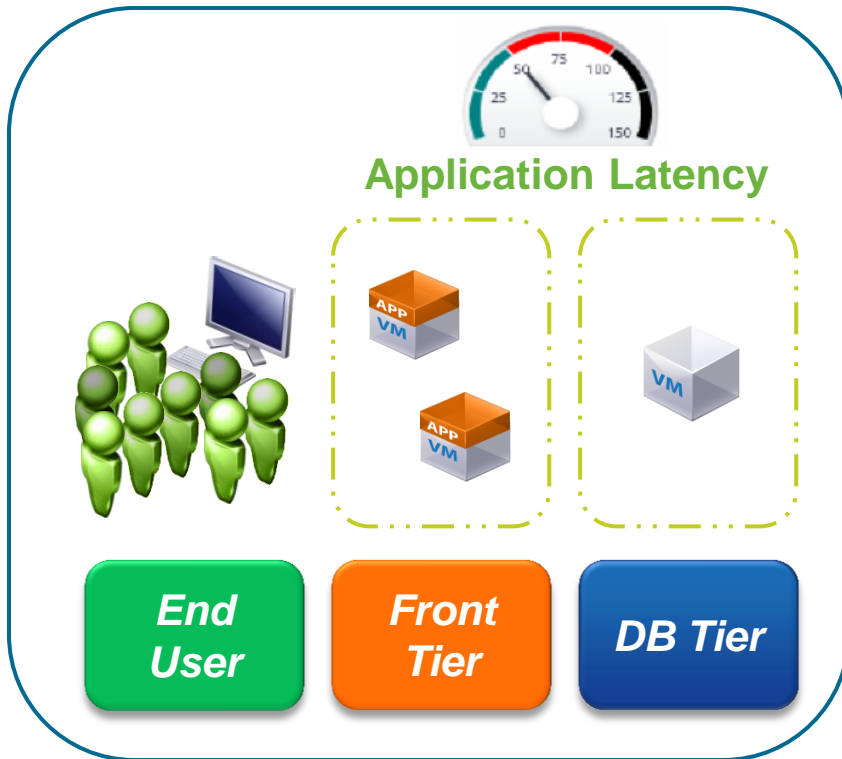 75
50
100
25
125
0
150
Application Latency
APP
VM
VM
APP
VM
End
User
Front
Tier
DB Tier